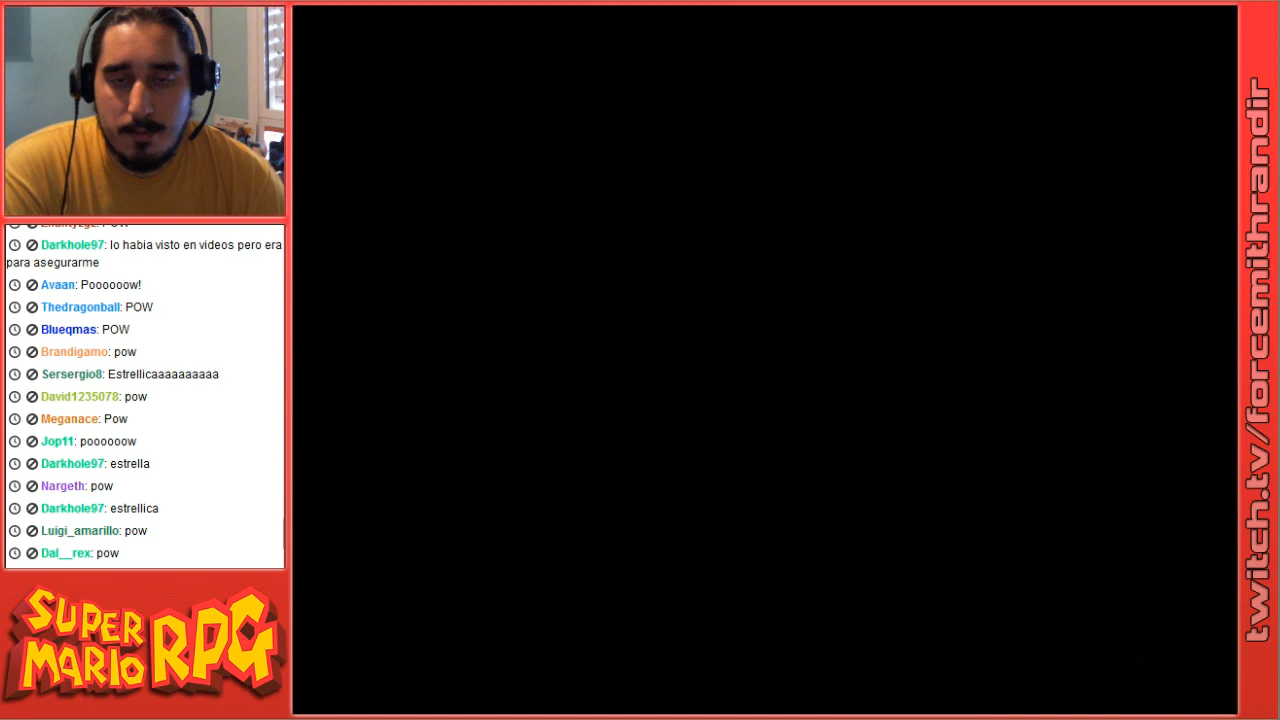 Darkhole97: lo habia visto en videos pero era
para asegurarme
Avaan: Poooooow!
Thedragonball: POW
Blueqmas: POW
Brandigamo: pow
Sersergio8: Estrellicaaaaaaaaaa
David1235078: pow
Meganace: Pow
Jop11: poooooow
Darkhole97: estrella
Nargeth: pow
Darkhole97: estrellica
Luigi_amarillo: pow
Dal__rex: pow
SUPER
MARIO RPG
twitch.tv/forcemithrandir